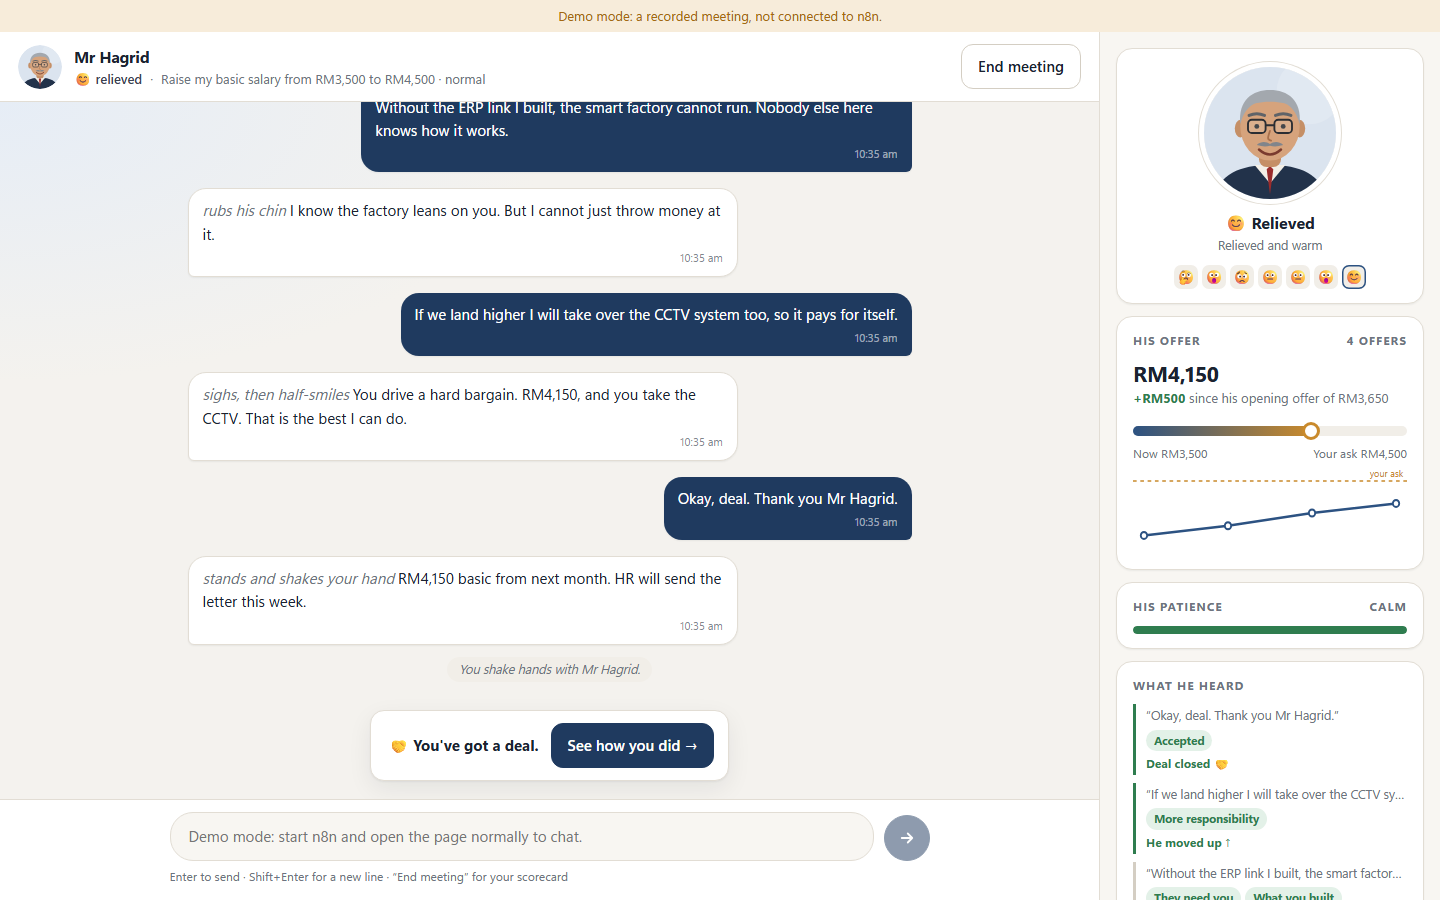 Demo mode: a recorded meeting, not connected to n8n.
Mr Hagrid
relieved · Raise my basic salary from RM3,500 to RM4,500 · normal
End meeting
Without the ERP link I built, the smart factory cannot run. Nobody else here
knows how it works.
10:35 am
rubs his chin I know the factory leans on you. But I cannot just throw money at
it.
10:35 am
If we land higher I will take over the CCTV system too, so it pays for itself.
10:35 am
sighs, then half-smiles You drive a hard bargain. RM4,150, and you take the
CCTV. That is the best I can do.
10:35 am
Okay, deal. Thank you Mr Hagrid.
10:35 am
stands and shakes your hand RM4,150 basic from next month. HR will send the
letter this week.
10:35 am
You shake hands with Mr Hagrid.
You've got a deal.
See how you did →
Demo mode: start n8n and open the page normally to chat.
Enter to send · Shift+Enter for a new line · "End meeting" for your scorecard
Relieved
Relieved and warm
HIS OFFER
4 OFFERS
RM4,150
+RM500 since his opening offer of RM3,650
Now RM3,500
Your ask RM4,500
your ask
HIS PATIENCE
CALM
WHAT HE HEARD
"Okay, deal. Thank you Mr Hagrid."
Accepted
Deal closed
"If we land higher I will take over the CCTV sy...
More responsibility
He moved up ↑
"Without the ERP link I built, the smart factor...
They need you
What you built